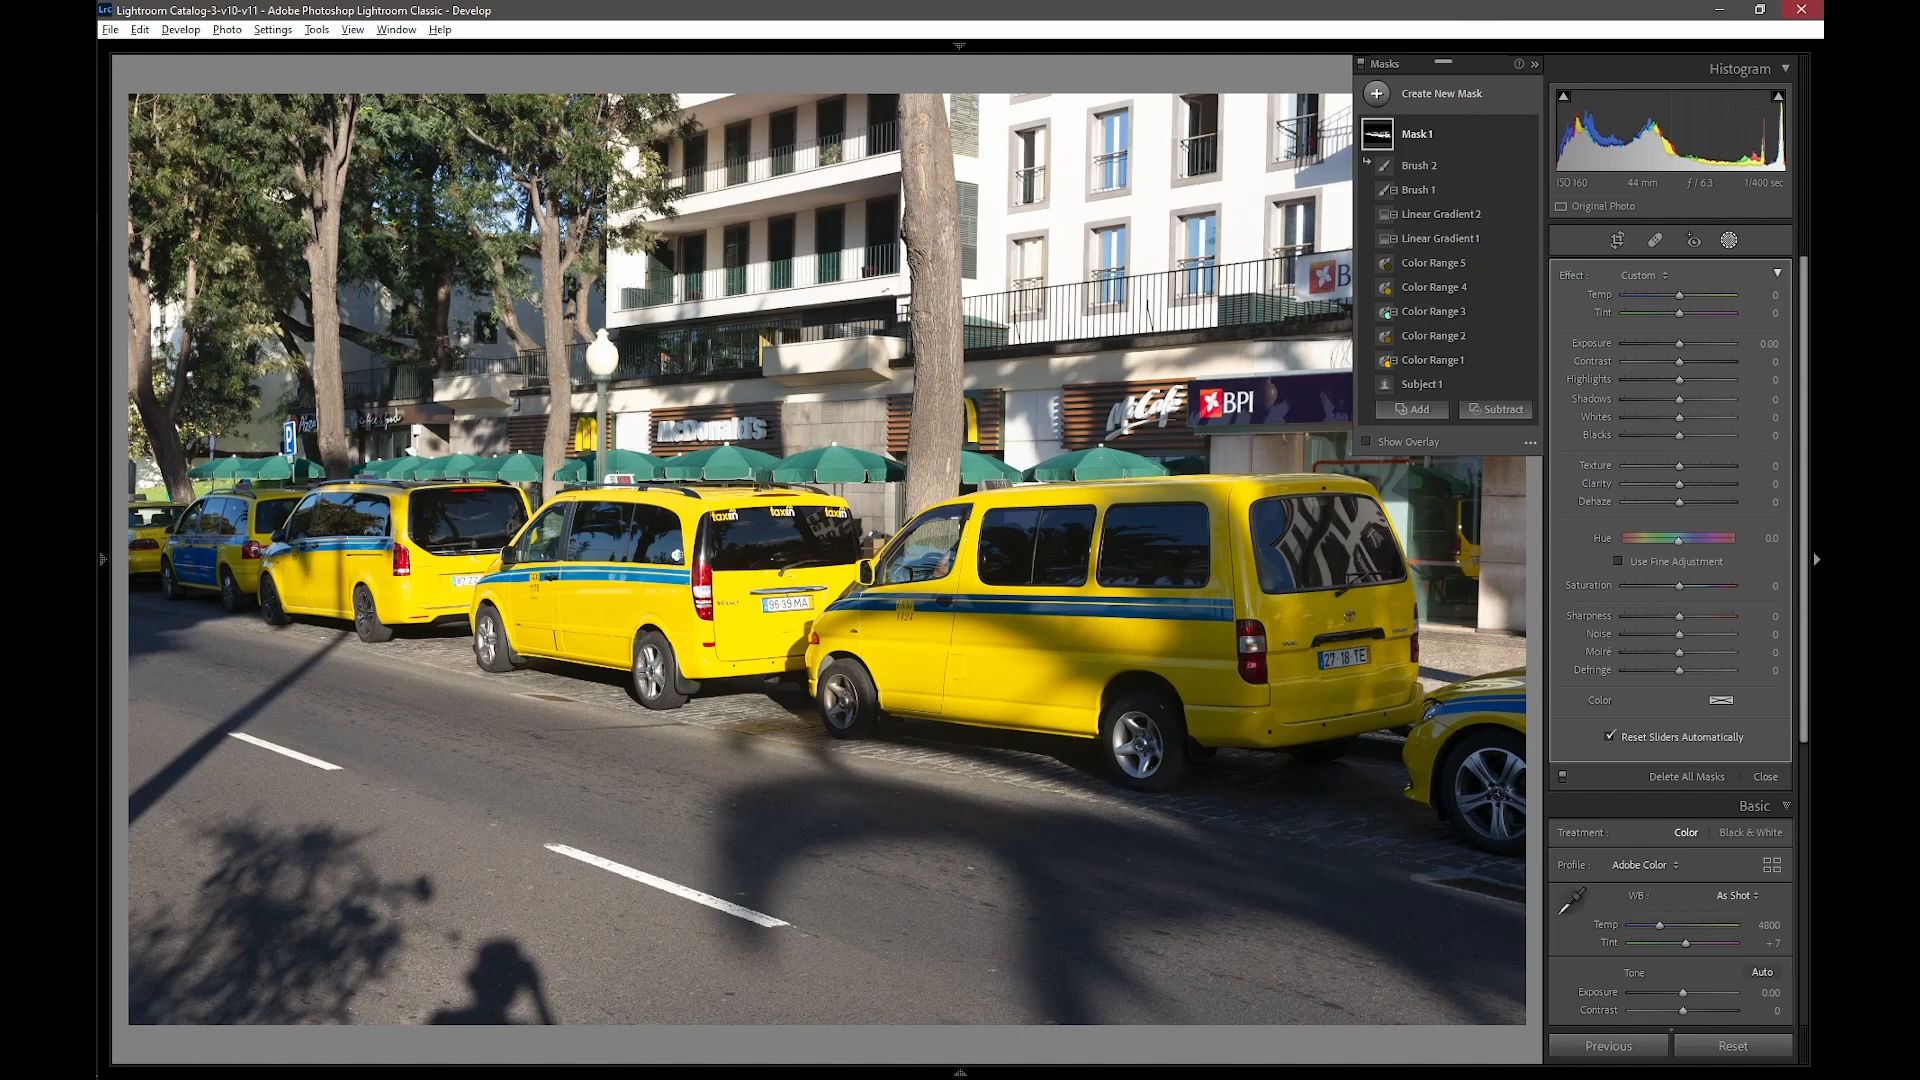 Lightroom Catalog-3-v10-v11 - Adobe Photoshop Lightroom Classic - Develop
File Edit Develop Photo Settings Tools View Window Help
Masks
Create New Mask
Mask 1
Brush 2
Brush 1
Linear Gradient 2
Linear Gradient 1
Color Range 5
Color Range 4
Color Range 3
Color Range 2
Color Range 1
Subject 1
Add Subtract
Show Overlay
Histogram
ISO 160 44 mm ƒ / 6.3 1/400 sec
Original Photo
Effect : Custom
Temp 0
Tint 0
Exposure 0.00
Contrast 0
Highlights 0
Shadows 0
Whites 0
Blacks 0
Texture 0
Clarity 0
Dehaze 0
Hue 0.0
Use Fine Adjustment
Saturation 0
Sharpness 0
Noise 0
Moiré 0
Defringe 0
Color
Reset Sliders Automatically
Delete All Masks Close
Basic
Treatment : Color Black & White
Profile : Adobe Color
WB : As Shot
Temp 4800
Tint + 7
Tone Auto
Exposure 0.00
Contrast 0
Previous Reset
P
McDonald's
McCafé
BPI
B
TAXI
taxiin taxiin taxiin
96-39-MA
27-18-TE
1424